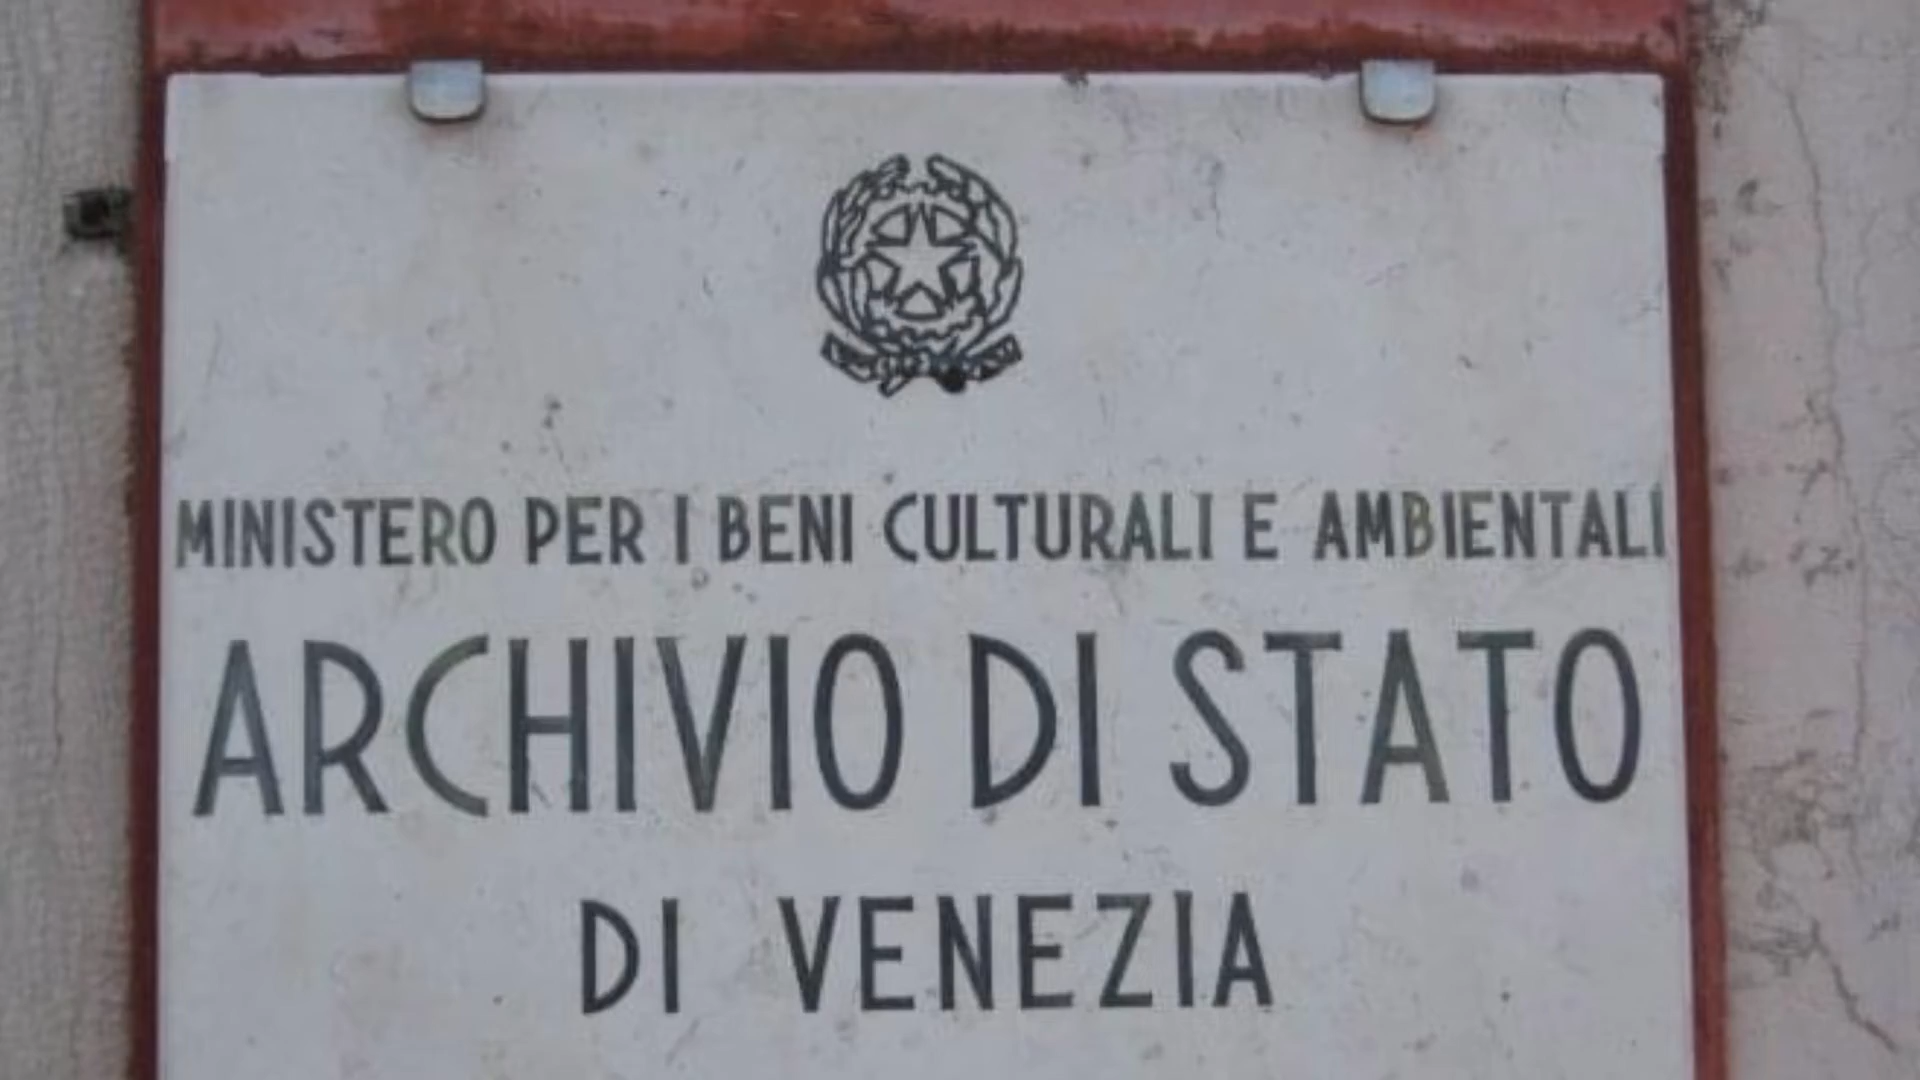 MINISTERO PER I BENI CULTURALI E AMBIENTALI
ARCHIVIO DI STATO
DI VENEZIA